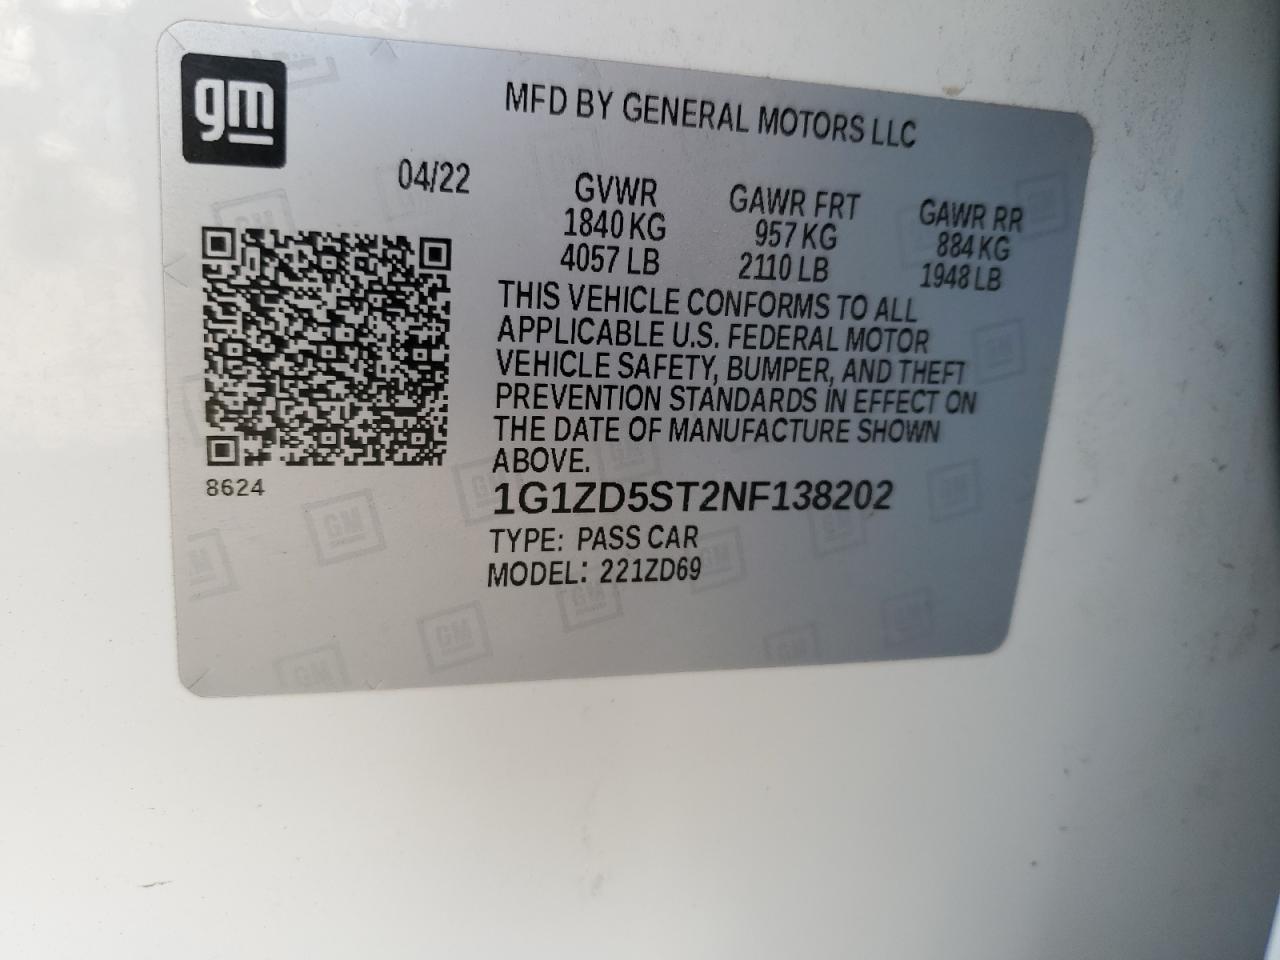 gm
MFD BY GENERAL MOTORS LLC
04/22
GVWR GAWR FRT GAWR RR
1840 KG 957 KG 884 KG
4057 LB 2110 LB 1948 LB
THIS VEHICLE CONFORMS TO ALL
APPLICABLE U.S. FEDERAL MOTOR
VEHICLE SAFETY, BUMPER, AND THEFT
PREVENTION STANDARDS IN EFFECT ON
THE DATE OF MANUFACTURE SHOWN
ABOVE.
8624
1G1ZD5ST2NF138202
TYPE: PASS CAR
MODEL: 221ZD69